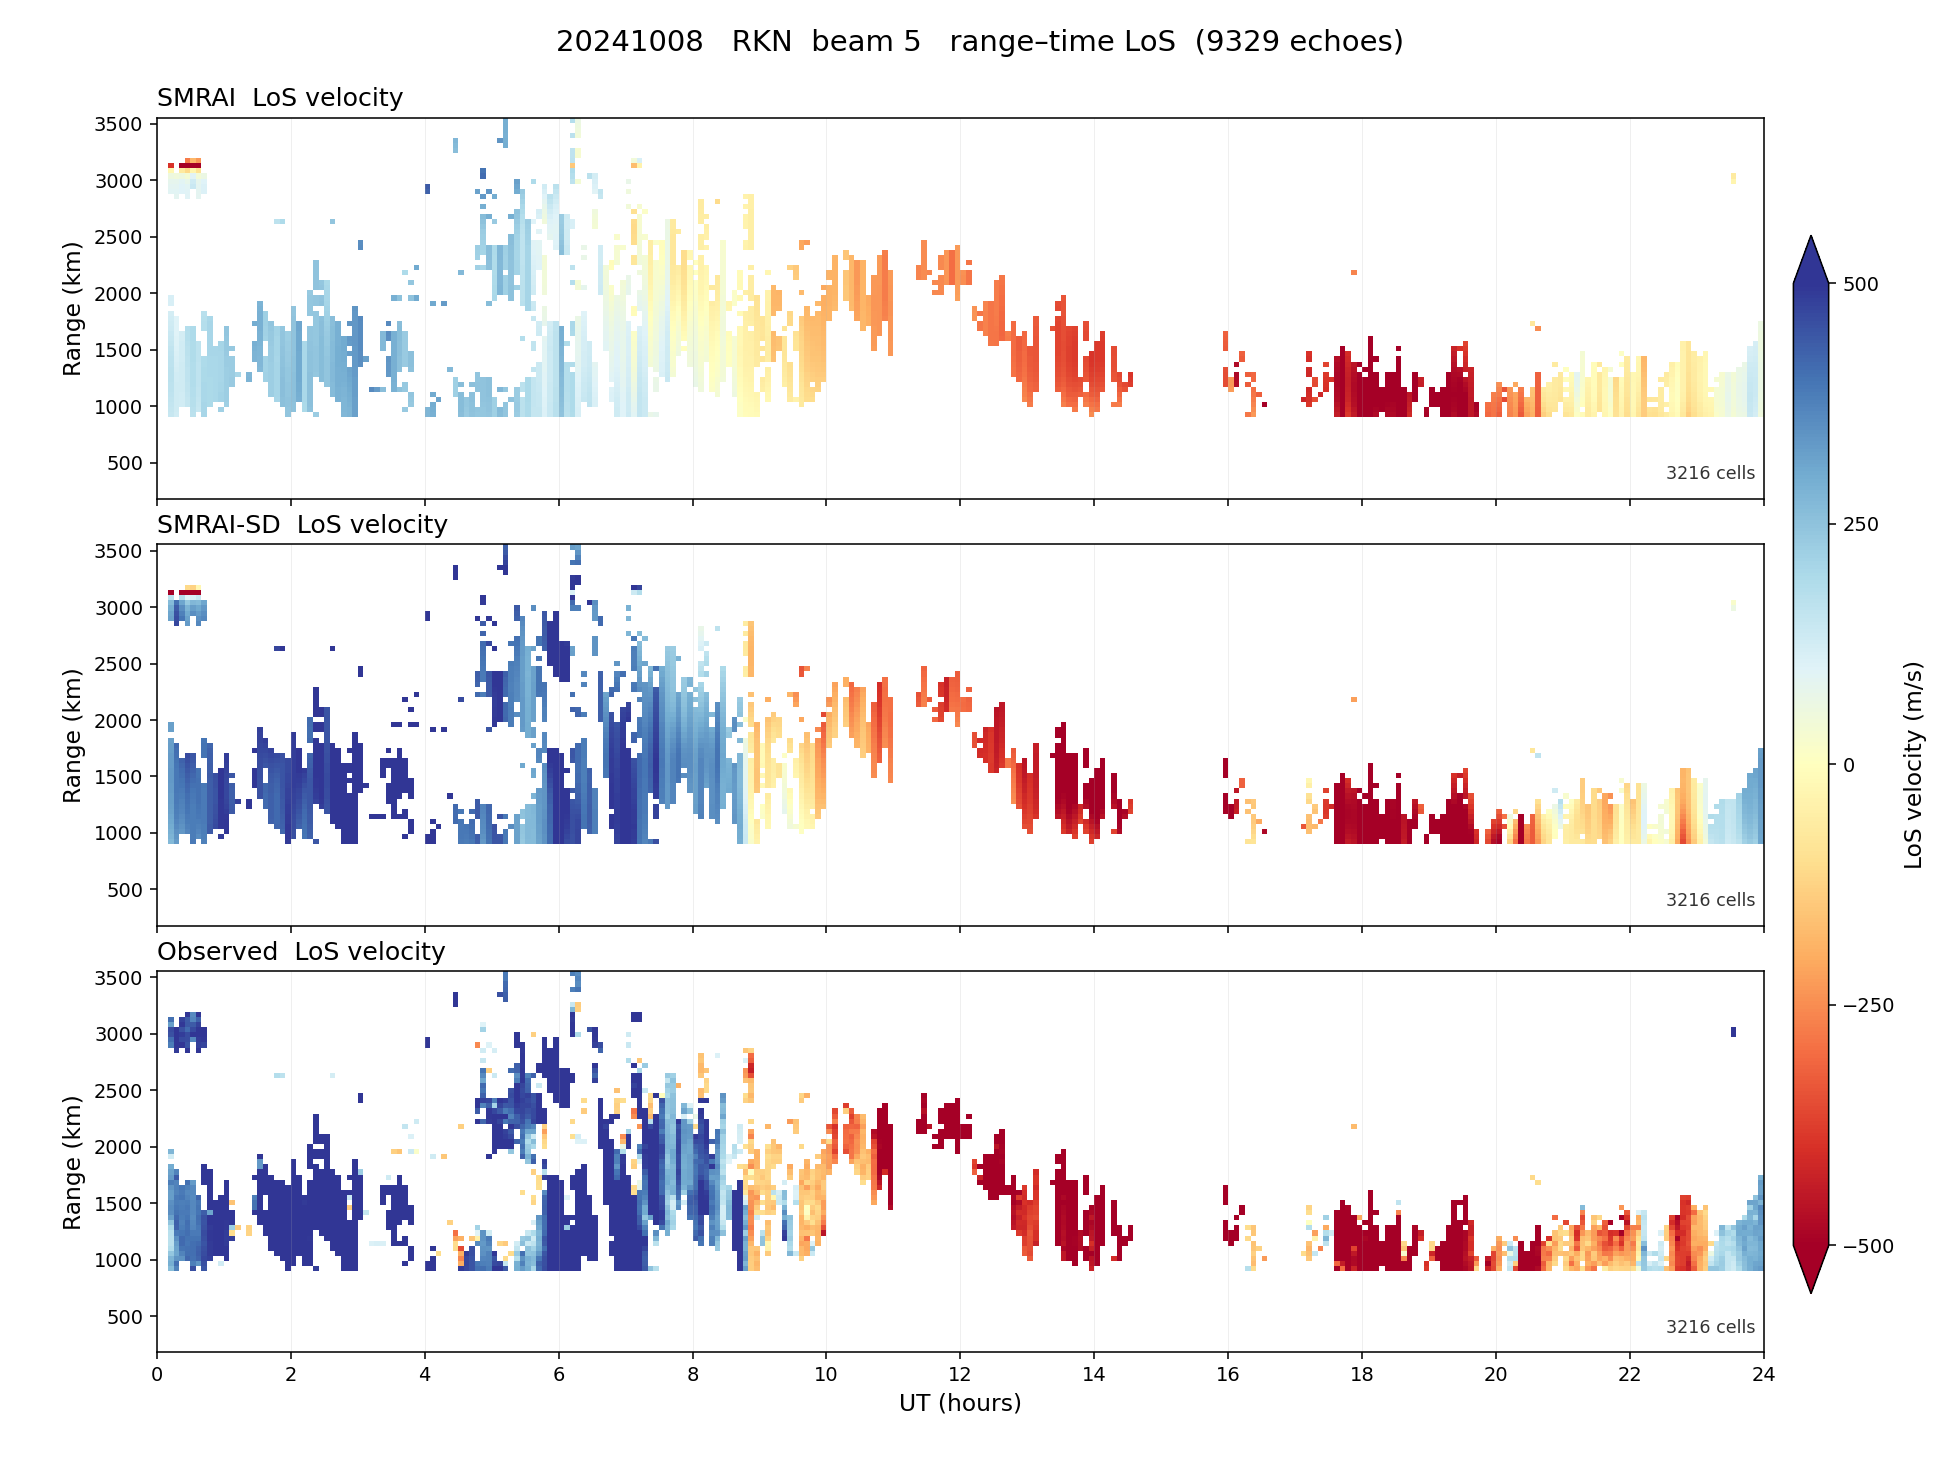 20241008   RKN  beam 5   range–time LoS  (9329 echoes)
SMRAI  LoS velocity
3500
3000
2500
2000
1500
1000
500
Range (km)
3216 cells
SMRAI-SD  LoS velocity
3500
3000
2500
2000
1500
1000
500
Range (km)
3216 cells
Observed  LoS velocity
3500
3000
2500
2000
1500
1000
500
Range (km)
3216 cells
0 2 4 6 8 10 12 14 16 18 20 22 24
UT (hours)
500
250
0
−250
−500
LoS velocity (m/s)